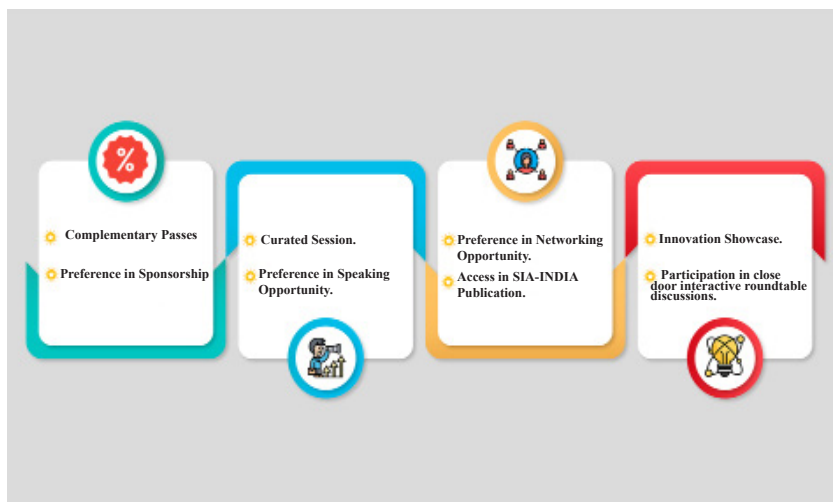 %
Complementary Passes
Preference in Sponsorship
Curated Session.
Preference in Speaking
Opportunity.
Preference in Networking
Opportunity.
Access in SIA-INDIA
Publication.
Innovation Showcase.
Participation in close
door interactive roundtable
discussions.